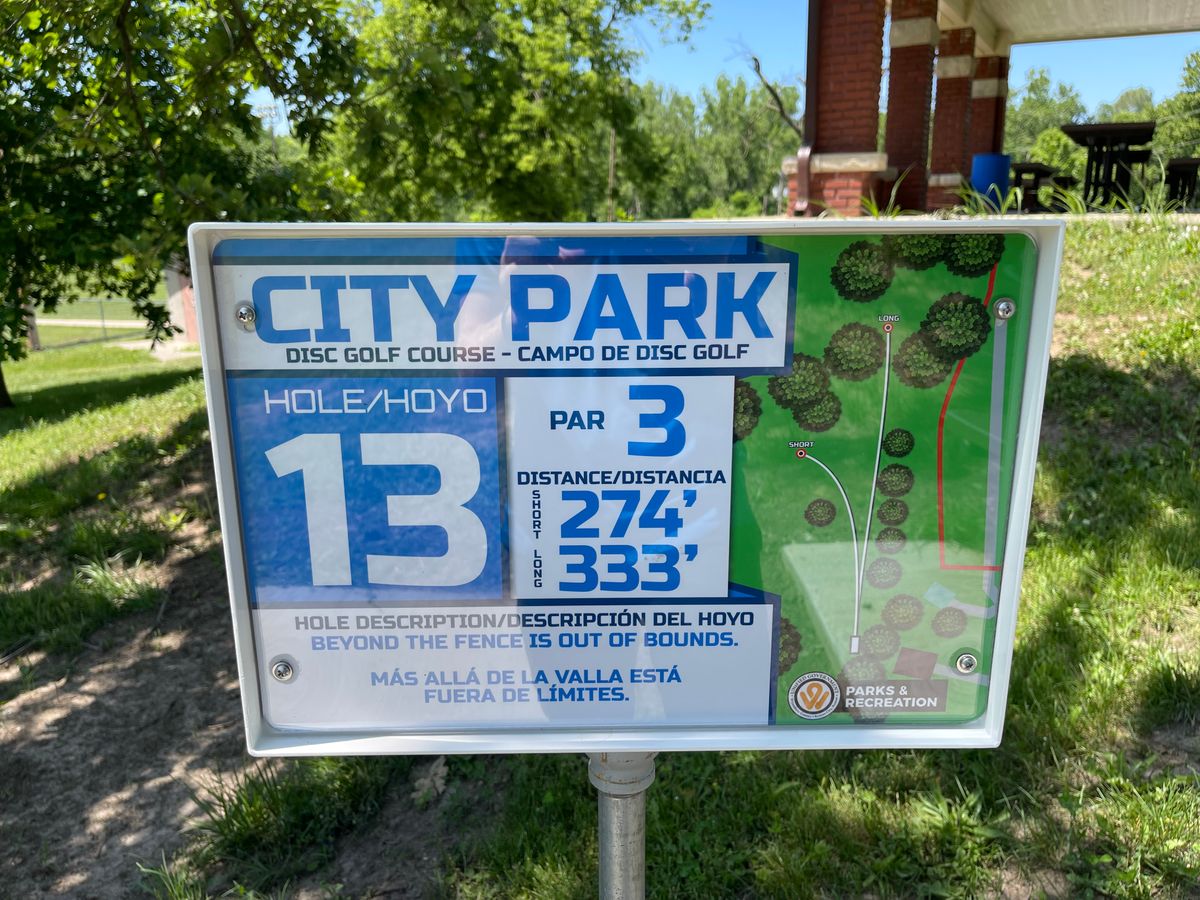 CITY PARK
DISC GOLF COURSE - CAMPO DE DISC GOLF
HOLE/HOYO
13
PAR 3
DISTANCE/DISTANCIA
SHORT 274'
LONG 333'
HOLE DESCRIPTION/DESCRIPCIÓN DEL HOYO
BEYOND THE FENCE IS OUT OF BOUNDS.
MÁS ALLÁ DE LA VALLA ESTÁ
FUERA DE LÍMITES.
LONG
SHORT
PARKS &
RECREATION